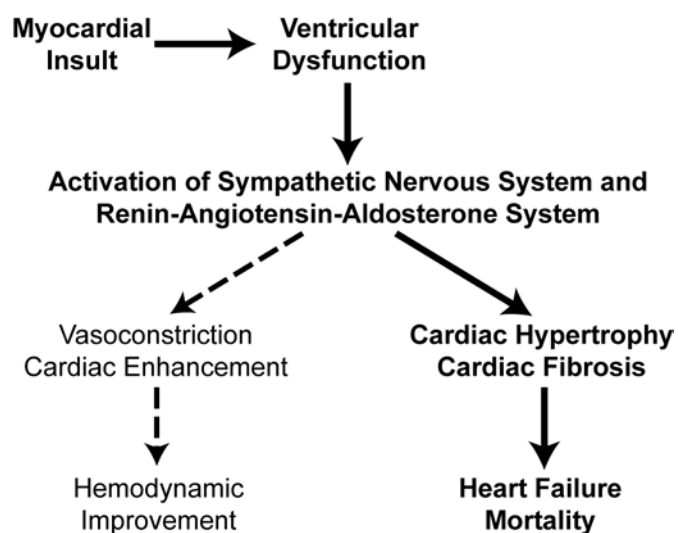 Myocardial
Insult
Ventricular
Dysfunction
Activation of Sympathetic Nervous System and
Renin-Angiotensin-Aldosterone System
Vasoconstriction
Cardiac Enhancement
Cardiac Hypertrophy
Cardiac Fibrosis
Hemodynamic
Improvement
Heart Failure
Mortality